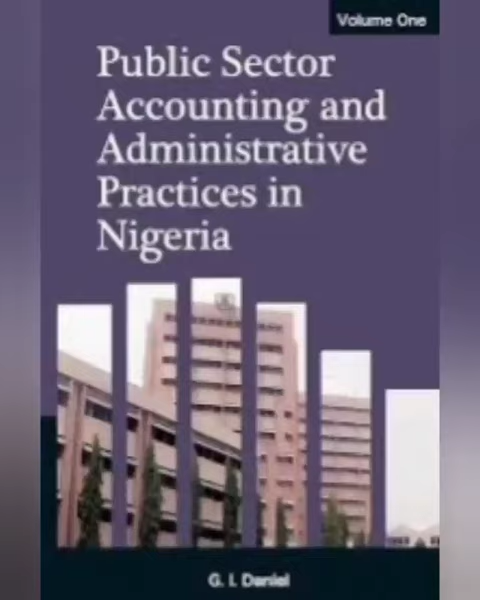 Volume One
Public Sector
Accounting and
Administrative
Practices in
Nigeria
G. I. Daniel